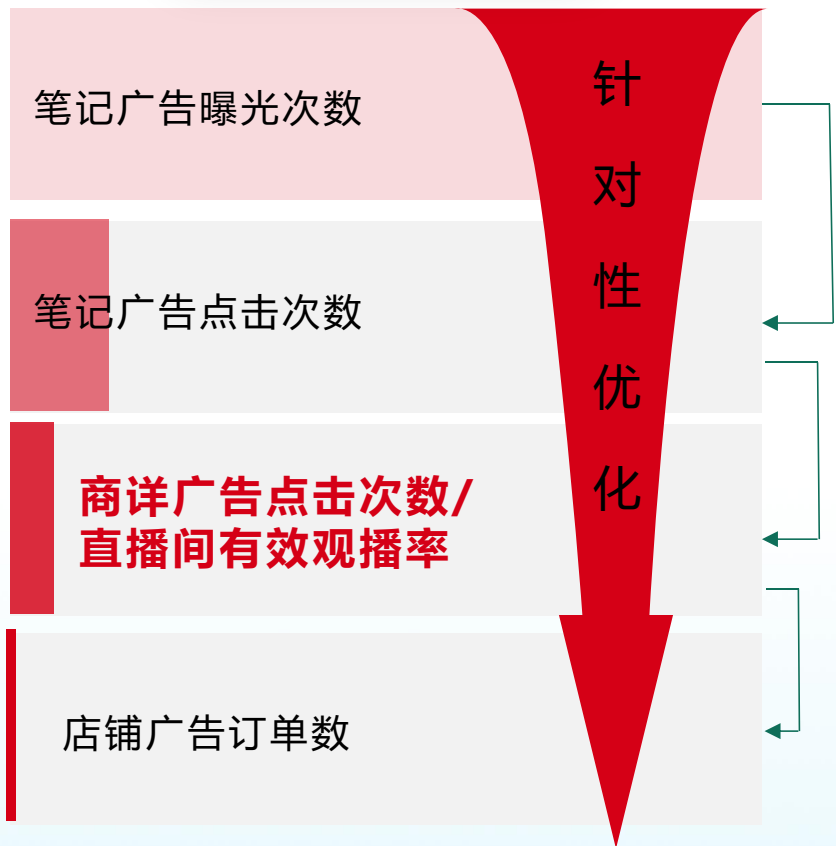 笔记广告曝光次数
针对性优化
笔记广告点击次数
商详广告点击次数/
直播间有效观播率
店铺广告订单数